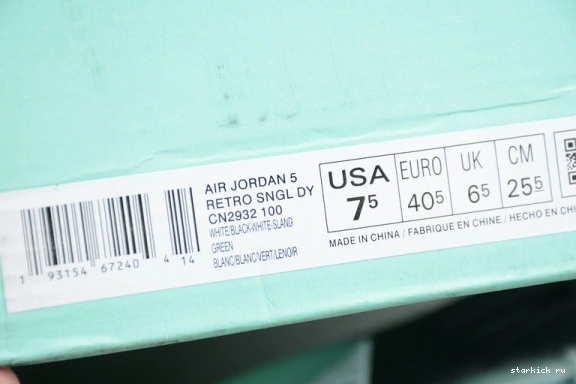 AIR JORDAN 5
RETRO SNGL DY
CN2932 100
WHITE/BLACK-WHITE-SLAND
GREEN
BLANC/BLANC/VERT/LENOIR
1 93154 67240 4 14
USA
7⁵
EURO
40⁵
UK
6⁵
CM
25⁵
MADE IN CHINA / FABRIQUE EN CHINE / HECHO EN
starkick ru